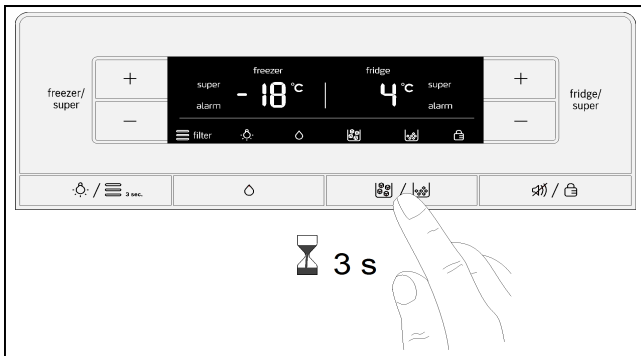 freezer/
super
+
—
freezer
super
alarm
- 18 °C
fridge
4 °C
super
alarm
filter
+
—
fridge/
super
/ 3 sec.
/
/
3 s